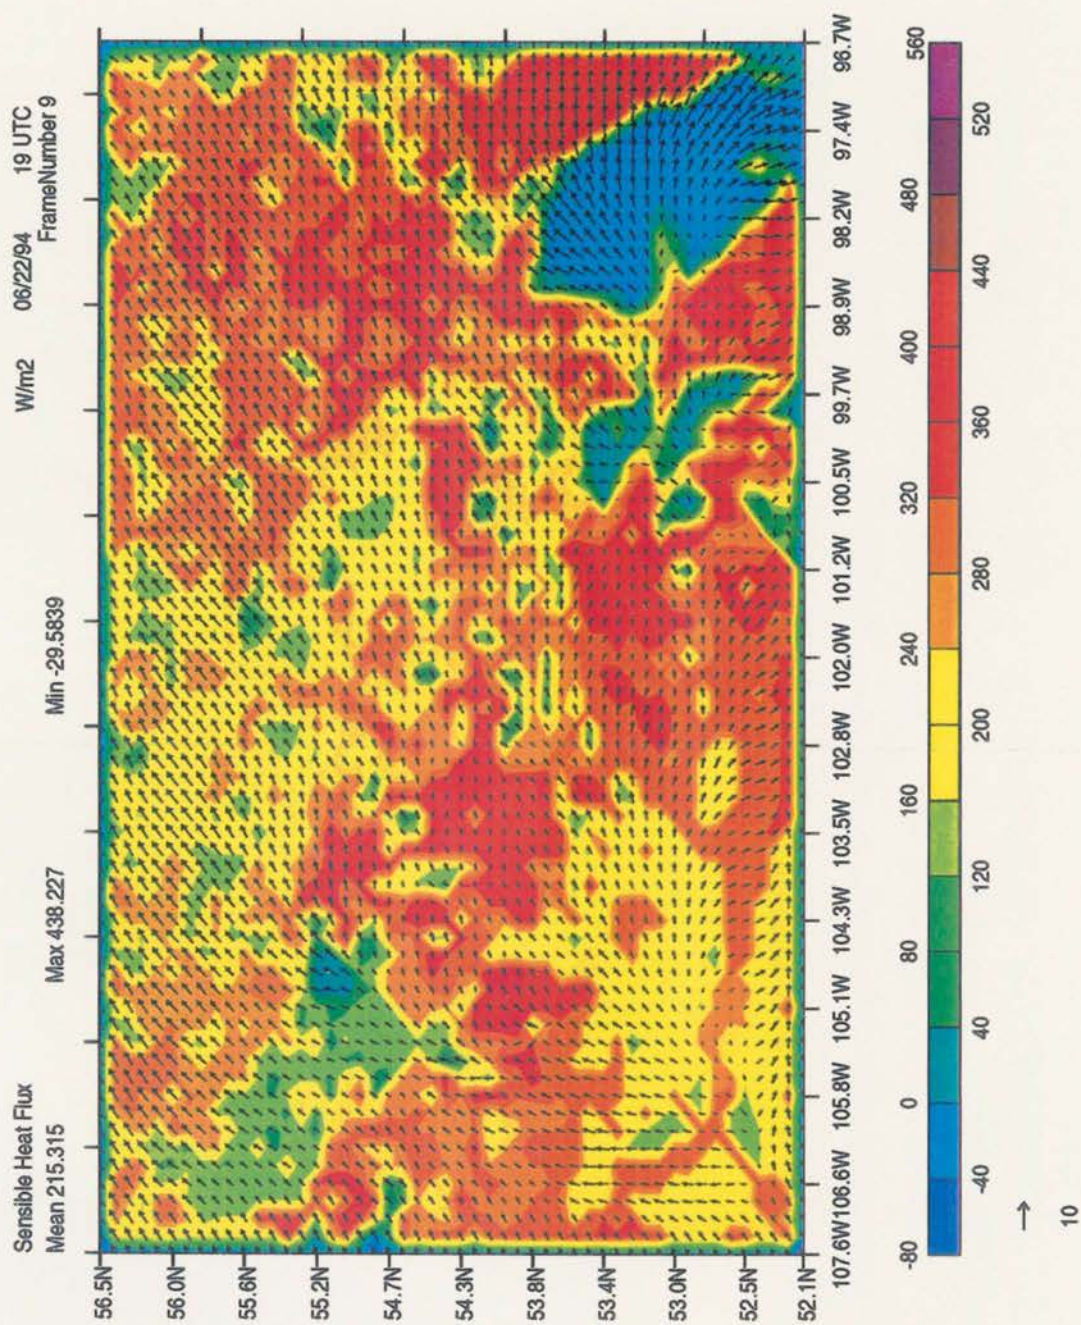 Sensible Heat Flux W/m2 06/22/94 19 UTC
Mean 215.315 Max 438.227 Min -29.5839 FrameNumber 9
56.5N
56.0N
55.6N
55.2N
54.7N
54.3N
53.8N
53.4N
53.0N
52.5N
52.1N
107.6W 106.6W 105.8W 105.1W 104.3W 103.5W 102.8W 102.0W 101.2W 100.5W 99.7W 98.9W 98.2W 97.4W 96.7W
-80 0 80 160 240 320 400 480 560
-40 40 120 200 280 360 440 520
→
10